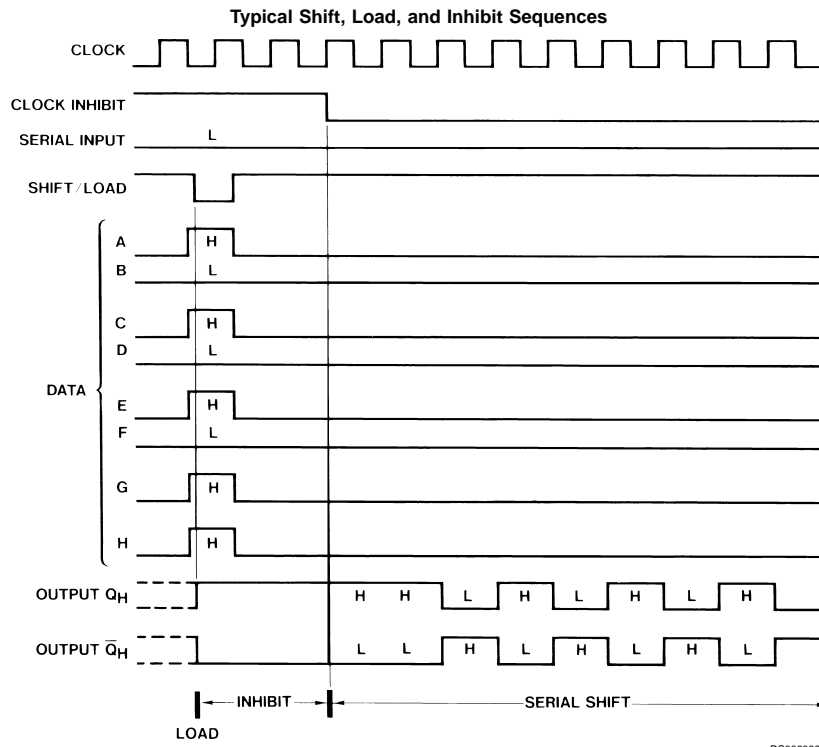 Typical Shift, Load, and Inhibit Sequences
CLOCK
CLOCK INHIBIT
SERIAL INPUT L
SHIFT/LOAD
DATA
A H
B L
C H
D L
E H
F L
G H
H H
OUTPUT QH H H L H L H L H
OUTPUT Q̅H L L H L H L H L
INHIBIT SERIAL SHIFT
LOAD